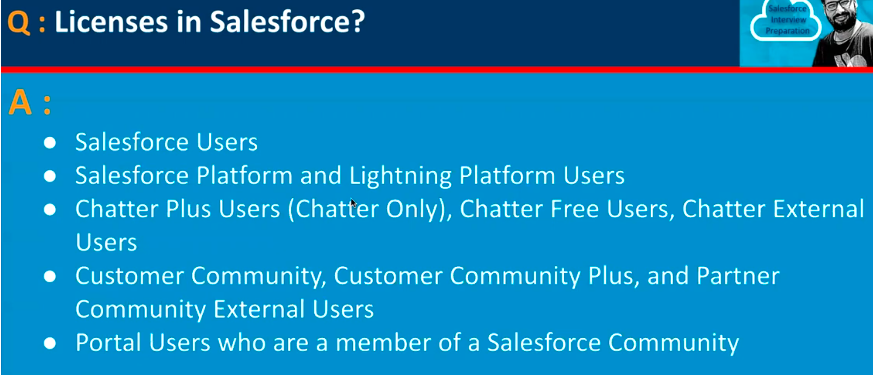 Q : Licenses in Salesforce?
Salesforce
Interview
Preparation
A :
● Salesforce Users
● Salesforce Platform and Lightning Platform Users
● Chatter Plus Users (Chatter Only), Chatter Free Users, Chatter External
Users
● Customer Community, Customer Community Plus, and Partner
Community External Users
● Portal Users who are a member of a Salesforce Community